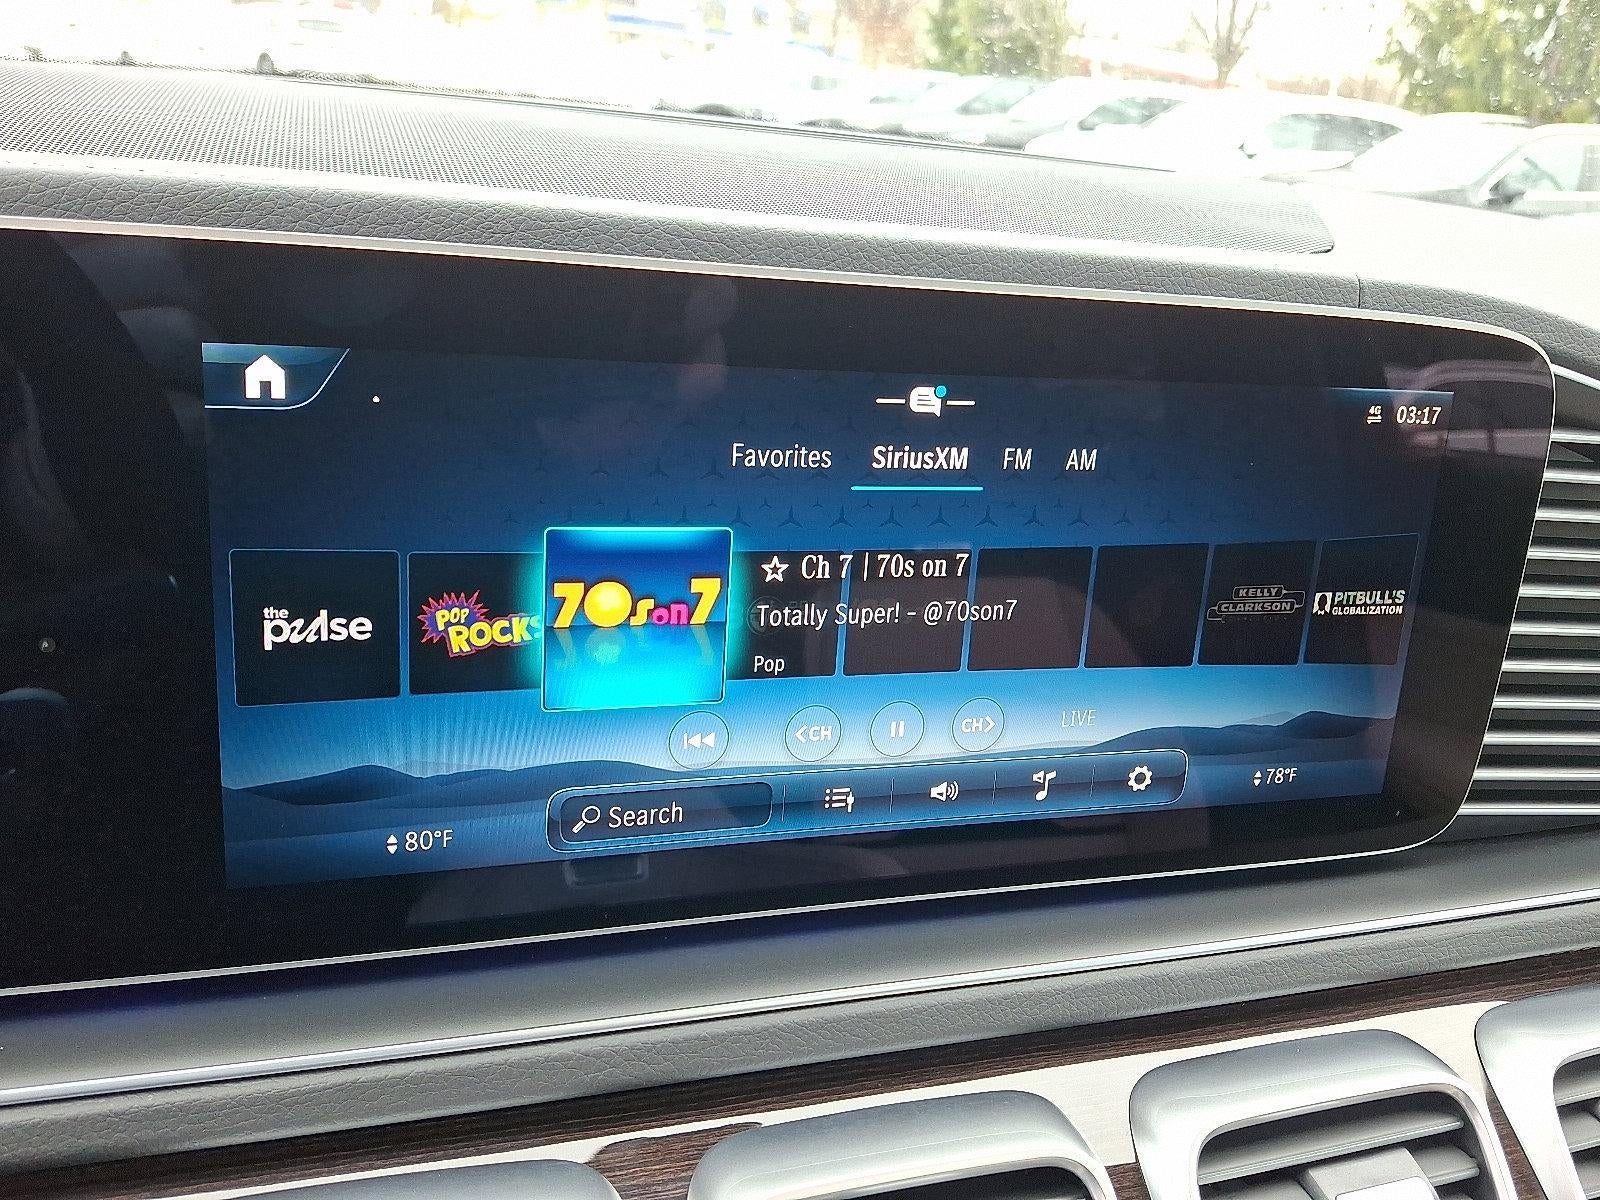 4G 03:17
Favorites SiriusXM FM AM
the pulse
POP ROCKS
70s on 7
Ch 7 | 70s on 7
Totally Super! - @70son7
Pop
KELLY CLARKSON
PITBULL'S GLOBALIZATION
<CH
CH>
LIVE
Search
80°F
78°F